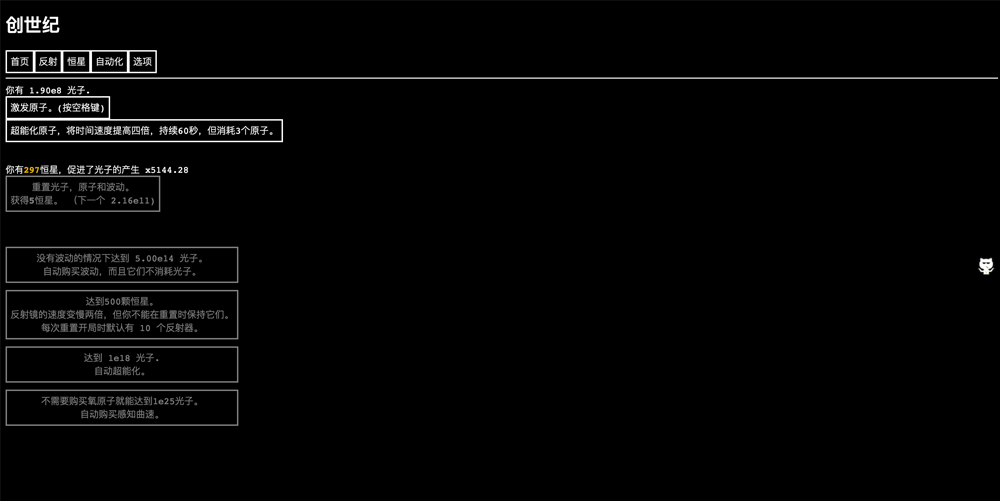 创世纪
首页 反射 恒星 自动化 选项
你有 1.90e8 光子.
激发原子。(按空格键)
超能化原子，将时间速度提高四倍，持续60秒，但消耗3个原子。
你有297恒星，促进了光子的产生 x5144.28
重置光子，原子和波动。
获得5恒星。 （下一个 2.16e11)
没有波动的情况下达到 5.00e14 光子。
自动购买波动，而且它们不消耗光子。
达到500颗恒星。
反射镜的速度变慢两倍，但你不能在重置时保持它们。
每次重置开局时默认有 10 个反射器。
达到 1e18 光子.
自动超能化。
不需要购买氧原子就能达到1e25光子。
自动购买感知曲速。